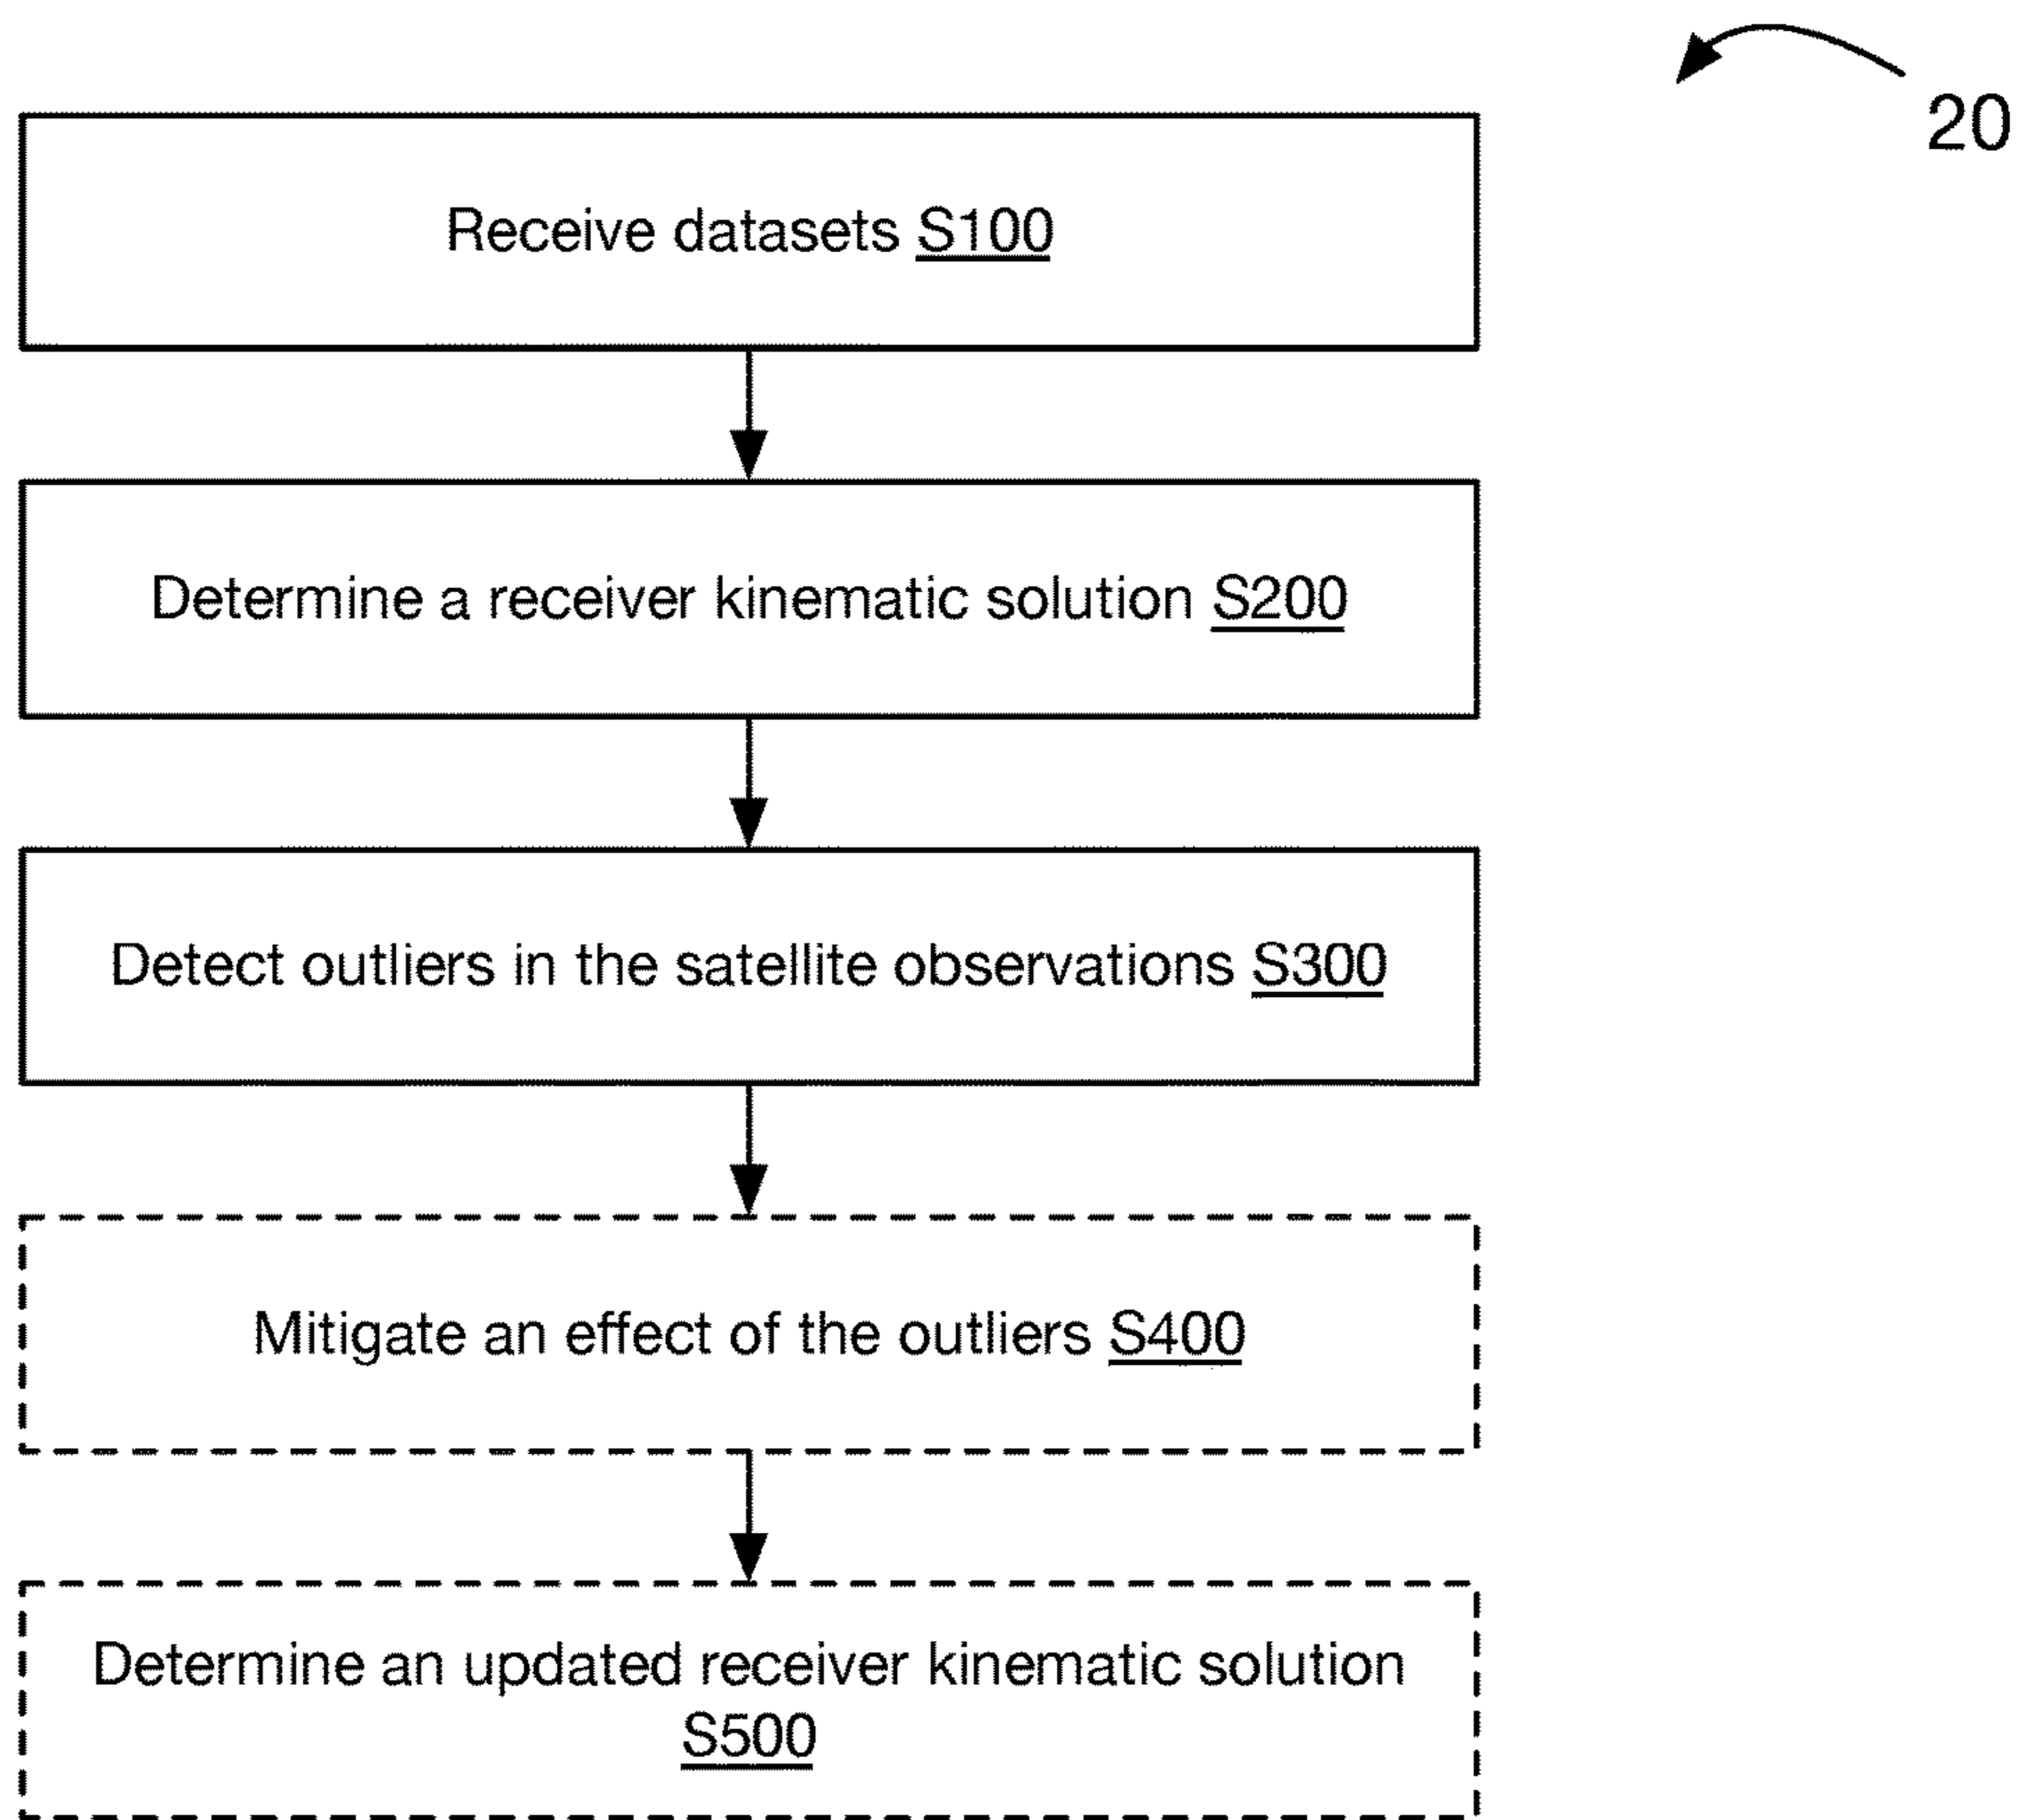 20
Receive datasets S100
Determine a receiver kinematic solution S200
Detect outliers in the satellite observations S300
Mitigate an effect of the outliers S400
Determine an updated receiver kinematic solution
S500